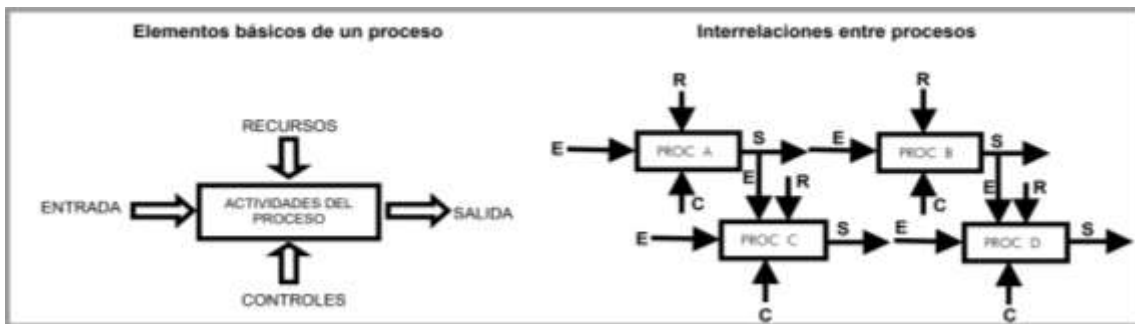 Elementos básicos de un proceso
RECURSOS
ENTRADA
ACTIVIDADES DEL
PROCESO
SALIDA
CONTROLES
Interrelaciones entre procesos
R
R
E
PROC A
S
E
PROC B
S
E
R
E
R
C
C
E
PROC C
S
E
PROC D
S
C
C